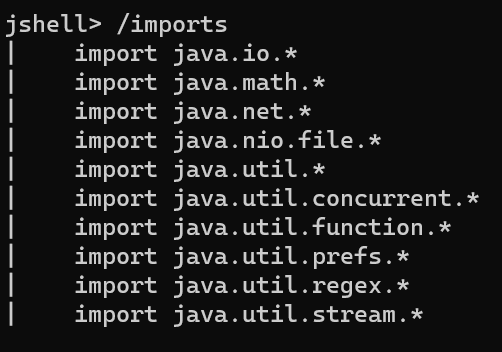 jshell> /imports
|    import java.io.*
|    import java.math.*
|    import java.net.*
|    import java.nio.file.*
|    import java.util.*
|    import java.util.concurrent.*
|    import java.util.function.*
|    import java.util.prefs.*
|    import java.util.regex.*
|    import java.util.stream.*